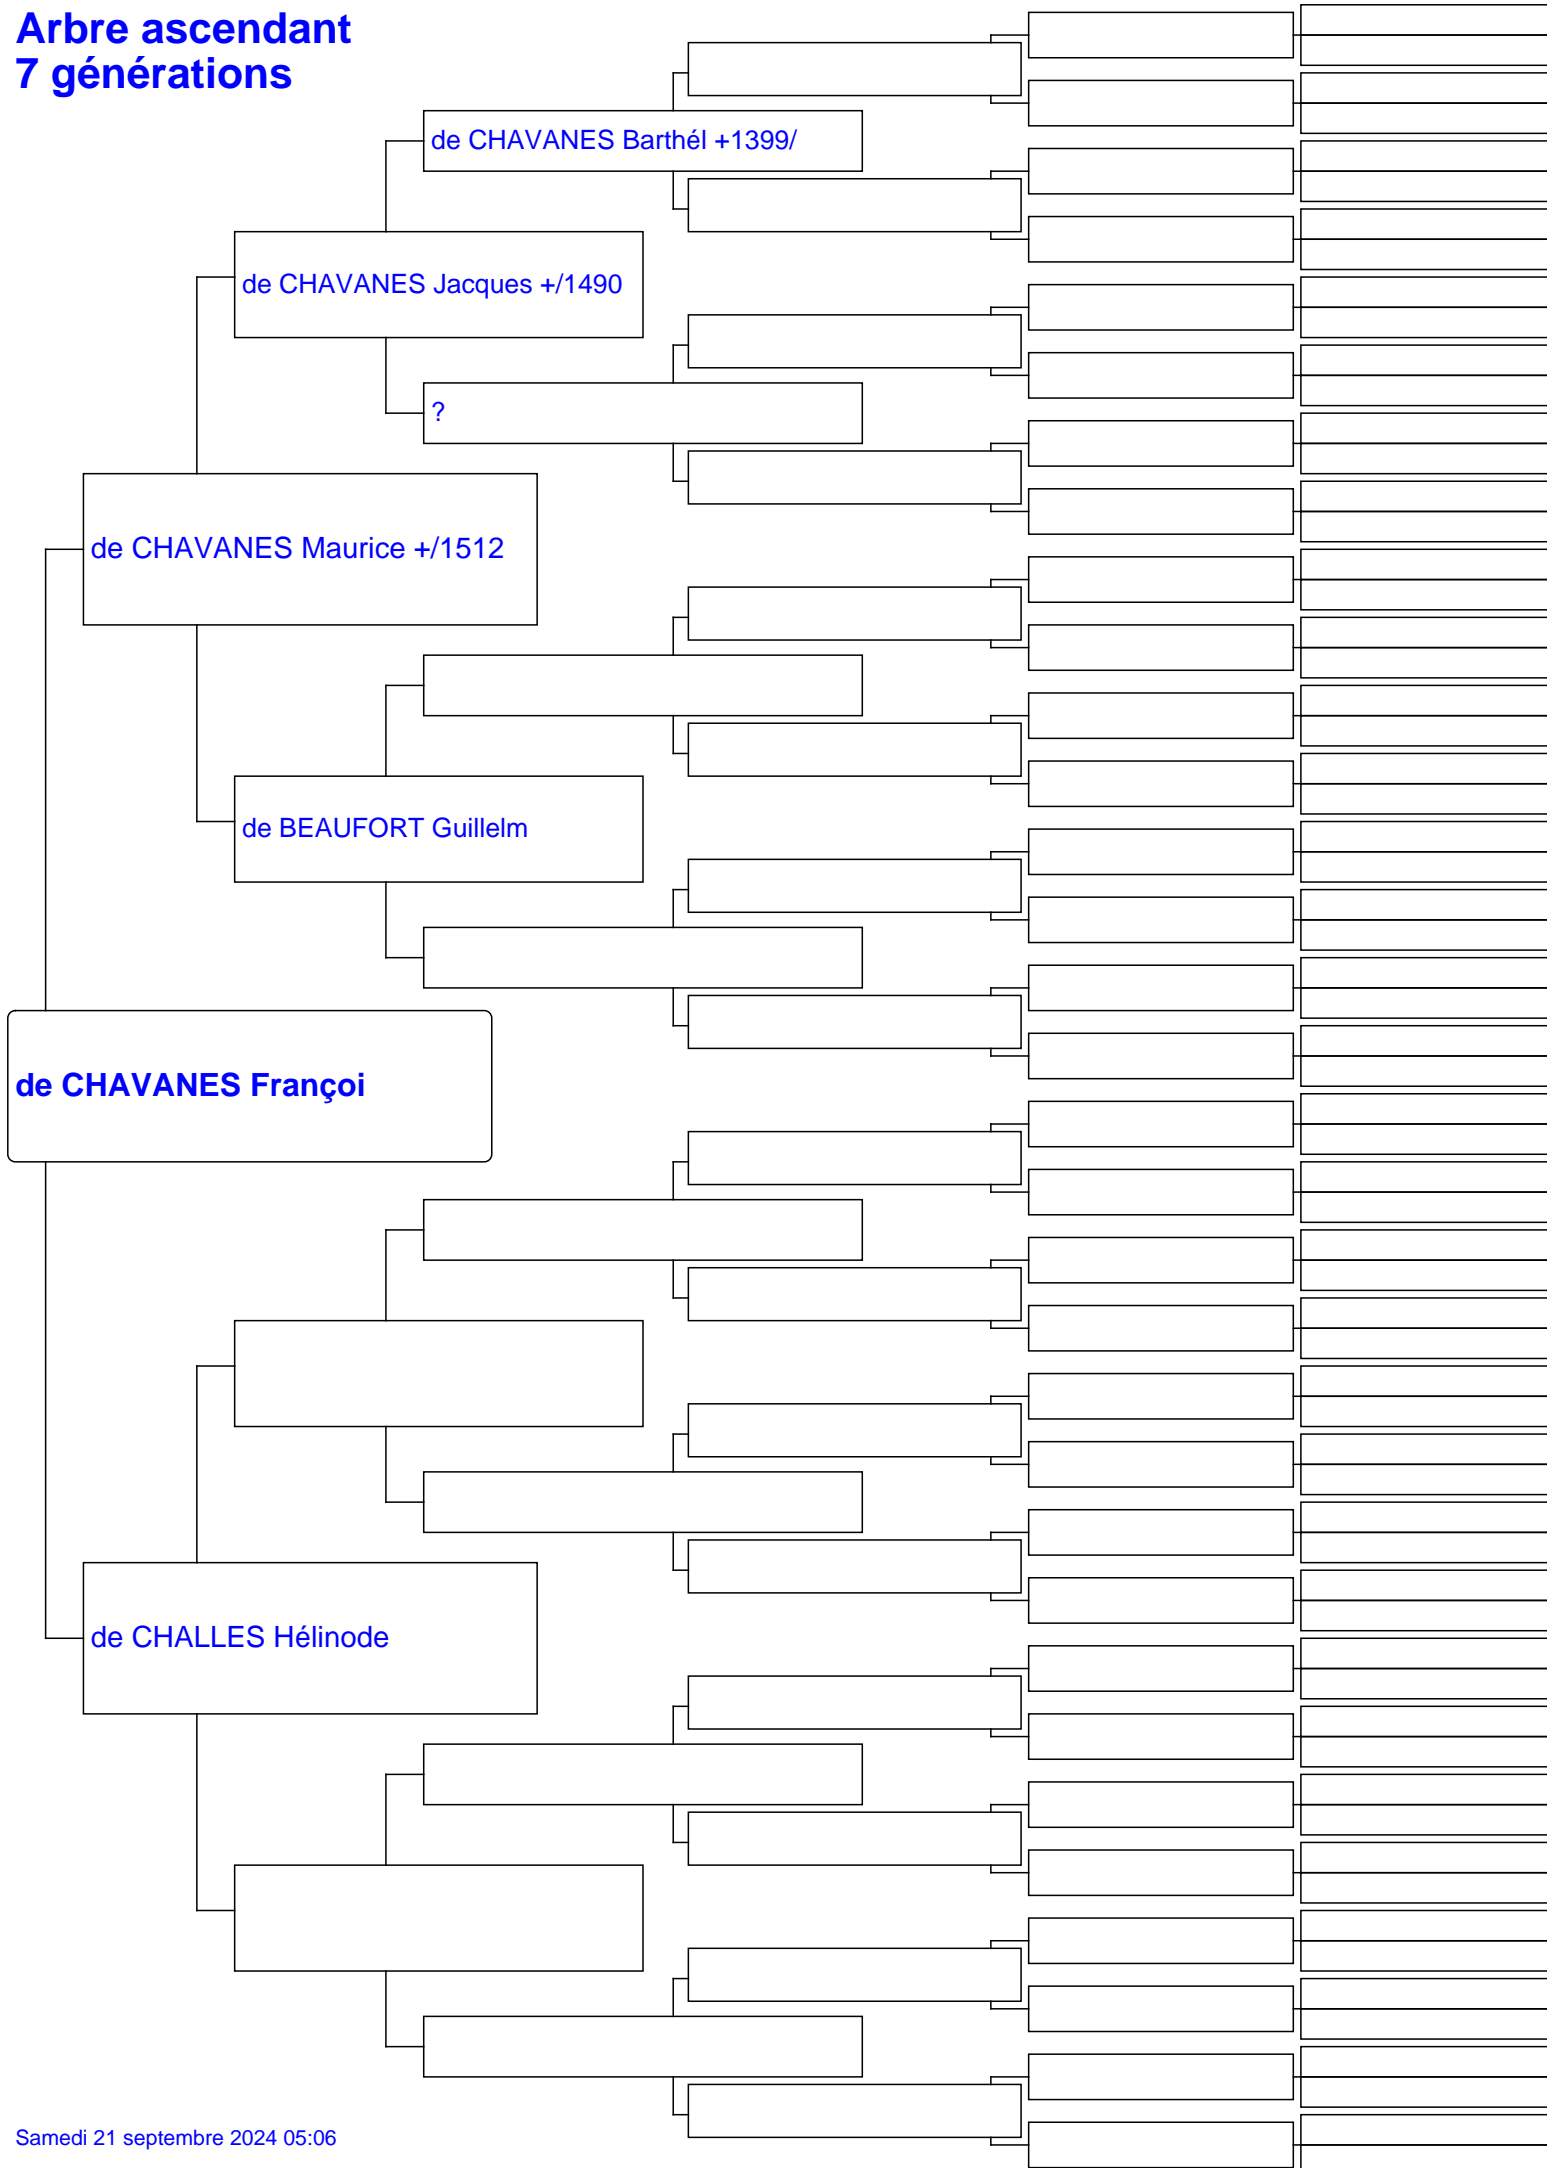 Arbre ascendant
7 générations
de CHAVANES Barthél +1399/
de CHAVANES Jacques +/1490
?
de CHAVANES Maurice +/1512
de BEAUFORT Guillelm
de CHAVANES Françoi
de CHALLES Hélinode
Samedi 21 septembre 2024 05:06